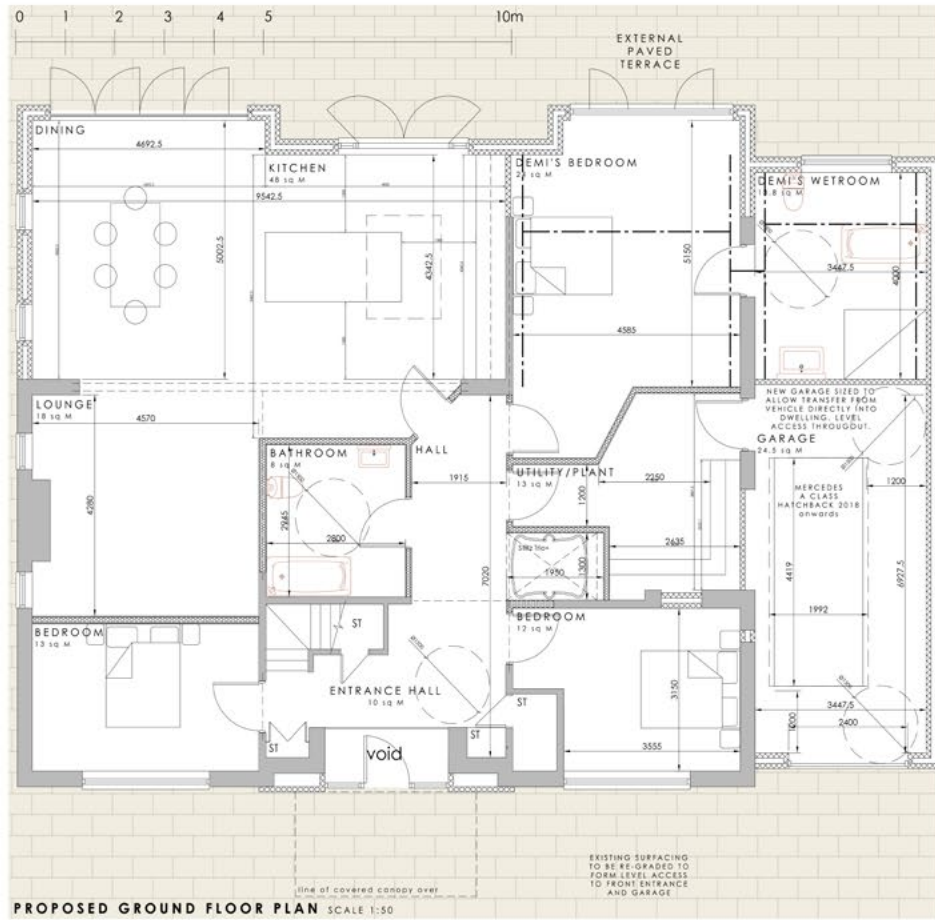 0 1 2 3 4 5 10m
EXTERNAL
PAVED
TERRACE
DINING
4692.5
KITCHEN
48 sq M
9542.5
5002.5
4342.5
DEMI'S BEDROOM
5150
4585
DEMI'S WETROOM
3447.5
4000
NEW GARAGE SIZED TO
ALLOW TRANSFER FROM
VEHICLE DIRECTLY INTO
DWELLING. LEVEL
ACCESS THROUGOUT.
GARAGE
24.5 sq M
LOUNGE
18 sq M
4570
4280
HALL
1915
7020
BATHROOM
8 sq M
2945
2800
UTILITY/PLANT
13 sq M
1200
2250
2635
1950
1300
MERCEDES
A CLASS
HATCHBACK 2018
onwards
1200
4419
1992
6927.5
3447.5
2400
1200
BEDROOM
13 sq M
ST
ENTRANCE HALL
10 sq M
ST
void
ST
ST
BEDROOM
12 sq M
3150
3555
line of covered canopy over
EXISTING SURFACING
TO BE RE-GRADED TO
FORM LEVEL ACCESS
TO FRONT ENTRANCE
AND GARAGE
PROPOSED GROUND FLOOR PLAN SCALE 1:50